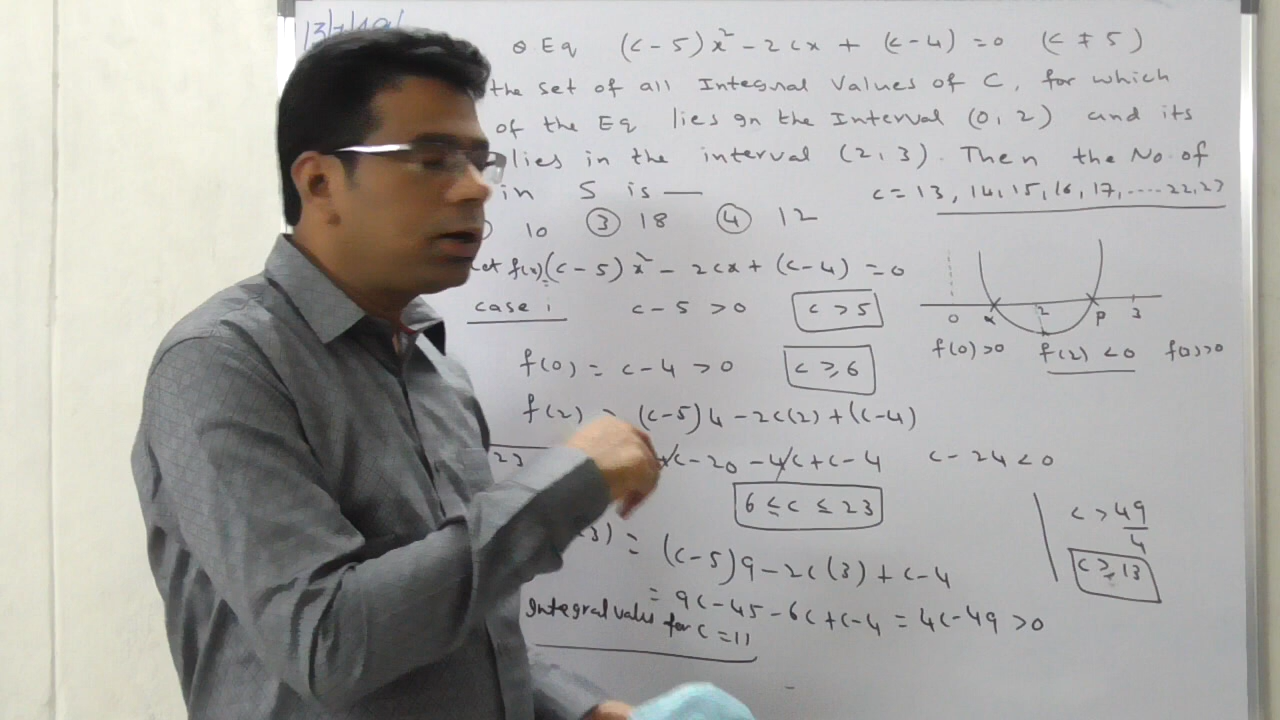 Eq (c-5)x² - 2cx + (c-4) = 0 (c ≠ 5)
the set of all Integral Values of C, for which
of the Eq lies in the Interval (0, 2) and its
lies in the interval (2, 3). Then the No of
in S is —
c = 13, 14, 15, 16, 17, ..... 22, 23
10 ③ 18 ④ 12
Let f(x) = (c-5)x² - 2cx + (c-4) = 0
case 1 c-5 > 0 c > 5
0 α 2 β 3
f(0) > 0 f(2) < 0
f(0) = c-4 > 0 c ≥ 6
f(2) = (c-5)4 - 2c(2) + (c-4)
23 c - 20 - 4c + c - 4 c - 24 < 0
6 ≤ c ≤ 23
3) = (c-5)9 - 2c(3) + c-4
= 9c - 45 - 6c + c - 4 = 4c - 49 > 0
c > 49/4
c ≥ 13
Integral values for c = 11